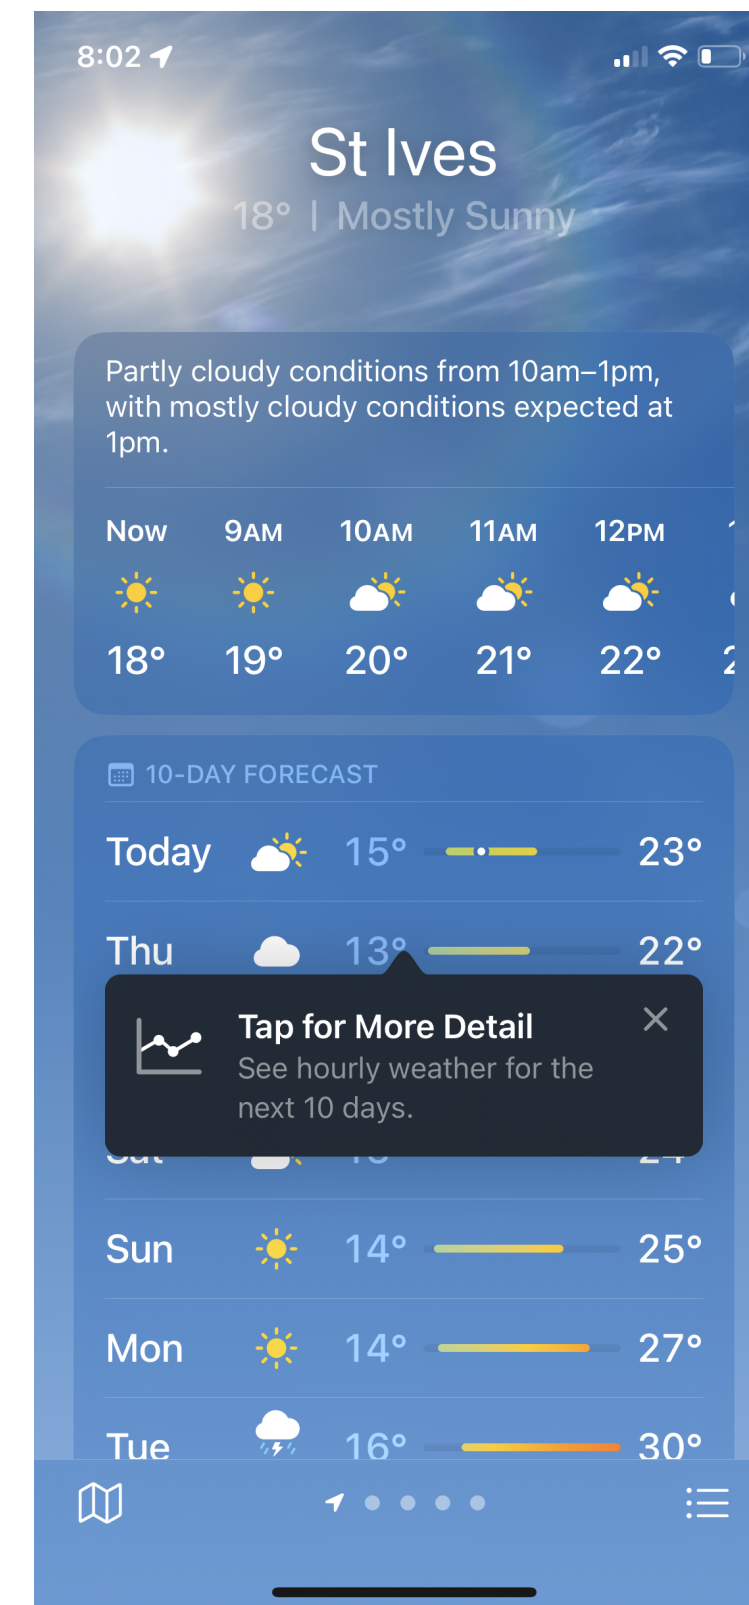 8:02
St Ives
18° | Mostly Sunny
Partly cloudy conditions from 10am–1pm,
with mostly cloudy conditions expected at
1pm.
Now 9AM 10AM 11AM 12PM
18° 19° 20° 21° 22°
10-DAY FORECAST
Today 15° 23°
Thu 13° 22°
Tap for More Detail
See hourly weather for the
next 10 days.
Sun 14° 25°
Mon 14° 27°
Tue 16° 30°